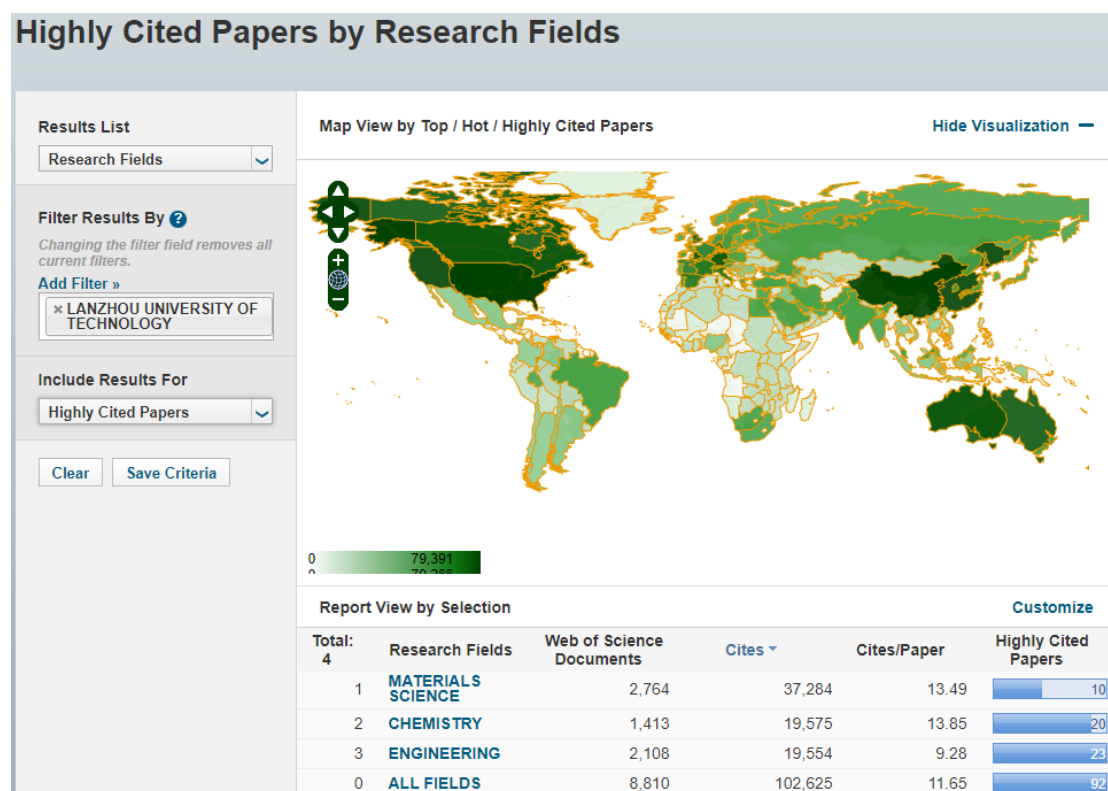 Highly Cited Papers by Research Fields
Results List
Research Fields
Filter Results By ?
Changing the filter field removes all
current filters.
Add Filter »
× LANZHOU UNIVERSITY OF
TECHNOLOGY
Include Results For
Highly Cited Papers
Clear Save Criteria
Map View by Top / Hot / Highly Cited Papers
Hide Visualization
0 79,391
Report View by Selection
Customize
Total: 4 Research Fields Web of Science Documents Cites Cites/Paper Highly Cited Papers
1 MATERIALS SCIENCE 2,764 37,284 13.49 10
2 CHEMISTRY 1,413 19,575 13.85 20
3 ENGINEERING 2,108 19,554 9.28 23
0 ALL FIELDS 8,810 102,625 11.65 92